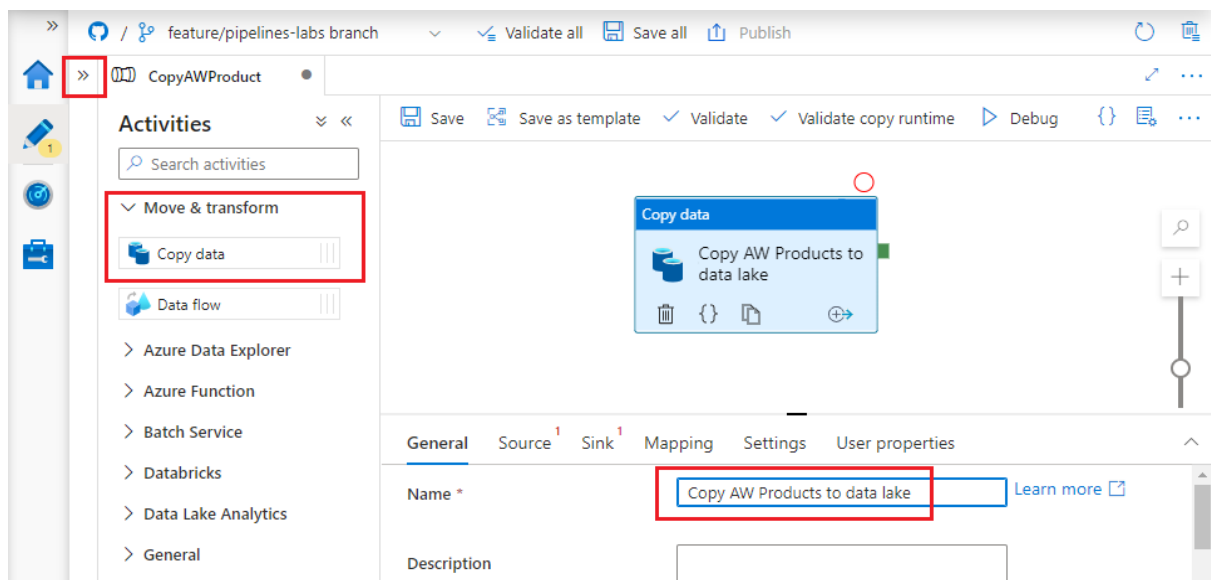 / feature/pipelines-labs branch Validate all Save all Publish
CopyAWProduct
Activities
Search activities
Move & transform
Copy data
Data flow
Azure Data Explorer
Azure Function
Batch Service
Databricks
Data Lake Analytics
General
1
Save Save as template Validate Validate copy runtime Debug {}
Copy data
Copy AW Products to
data lake
{}
General Source 1 Sink 1 Mapping Settings User properties
Name * Copy AW Products to data lake Learn more
Description